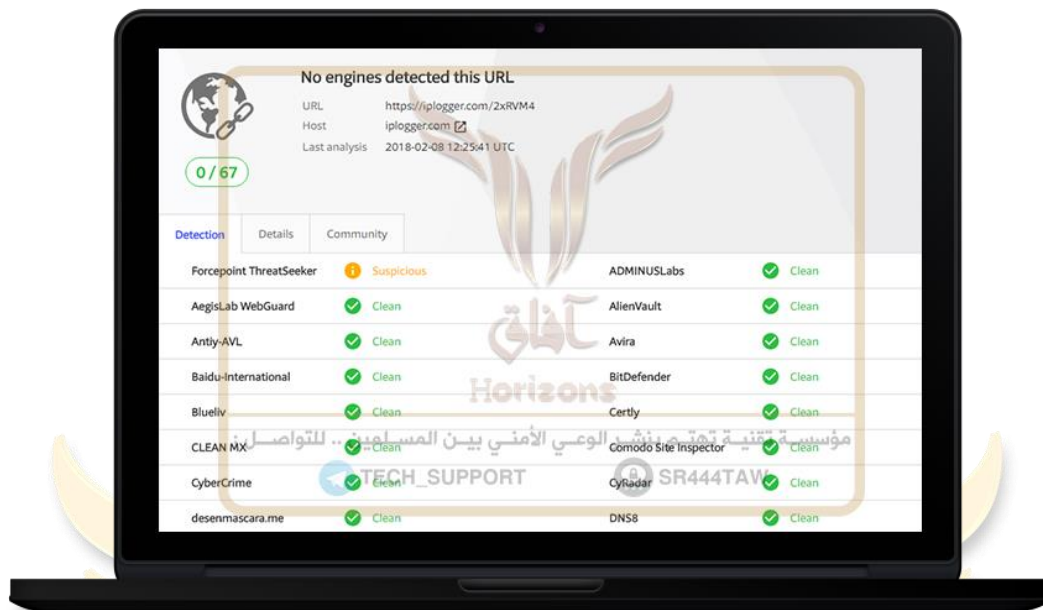 No engines detected this URL
URL https://iplogger.com/2xRVM4
Host iplogger.com
Last analysis 2018-02-08 12:25:41 UTC
0 / 67
Detection Details Community
Forcepoint ThreatSeeker Suspicious ADMINUSLabs Clean
AegisLab WebGuard Clean AlienVault Clean
Antiy-AVL Clean Avira Clean
آفاق
Baidu-International Clean BitDefender Clean
Horizons
Blueliv Clean Certly Clean
مؤسسة تقنية تهتم بنشر الوعي الأمني بين المسلمين .. للتواصل :
CLEAN MX Clean Comodo Site Inspector Clean
TECH_SUPPORT SR444TAW
CyberCrime Clean CyRadar Clean
desenmascara.me Clean DNS8 Clean